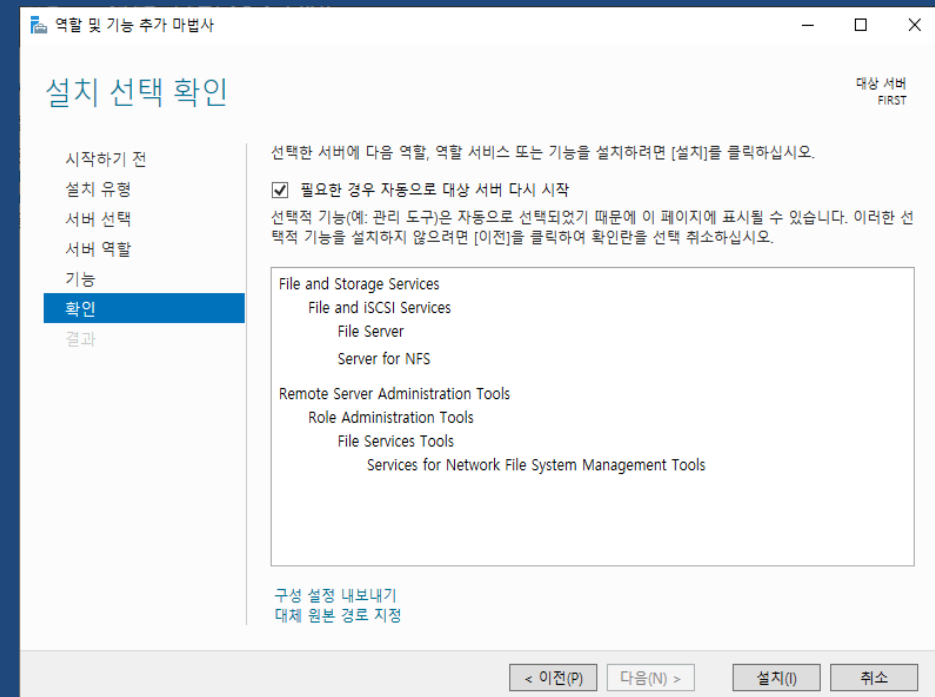 역할 및 기능 추가 마법사
설치 선택 확인
대상 서버
FIRST
시작하기 전
설치 유형
서버 선택
서버 역할
기능
확인
결과
선택한 서버에 다음 역할, 역할 서비스 또는 기능을 설치하려면 [설치]를 클릭하십시오.
필요한 경우 자동으로 대상 서버 다시 시작
선택적 기능(예: 관리 도구)은 자동으로 선택되었기 때문에 이 페이지에 표시될 수 있습니다. 이러한 선
택적 기능을 설치하지 않으려면 [이전]을 클릭하여 확인란을 선택 취소하십시오.
File and Storage Services
File and iSCSI Services
File Server
Server for NFS
Remote Server Administration Tools
Role Administration Tools
File Services Tools
Services for Network File System Management Tools
구성 설정 내보내기
대체 원본 경로 지정
< 이전(P)
다음(N) >
설치(I)
취소